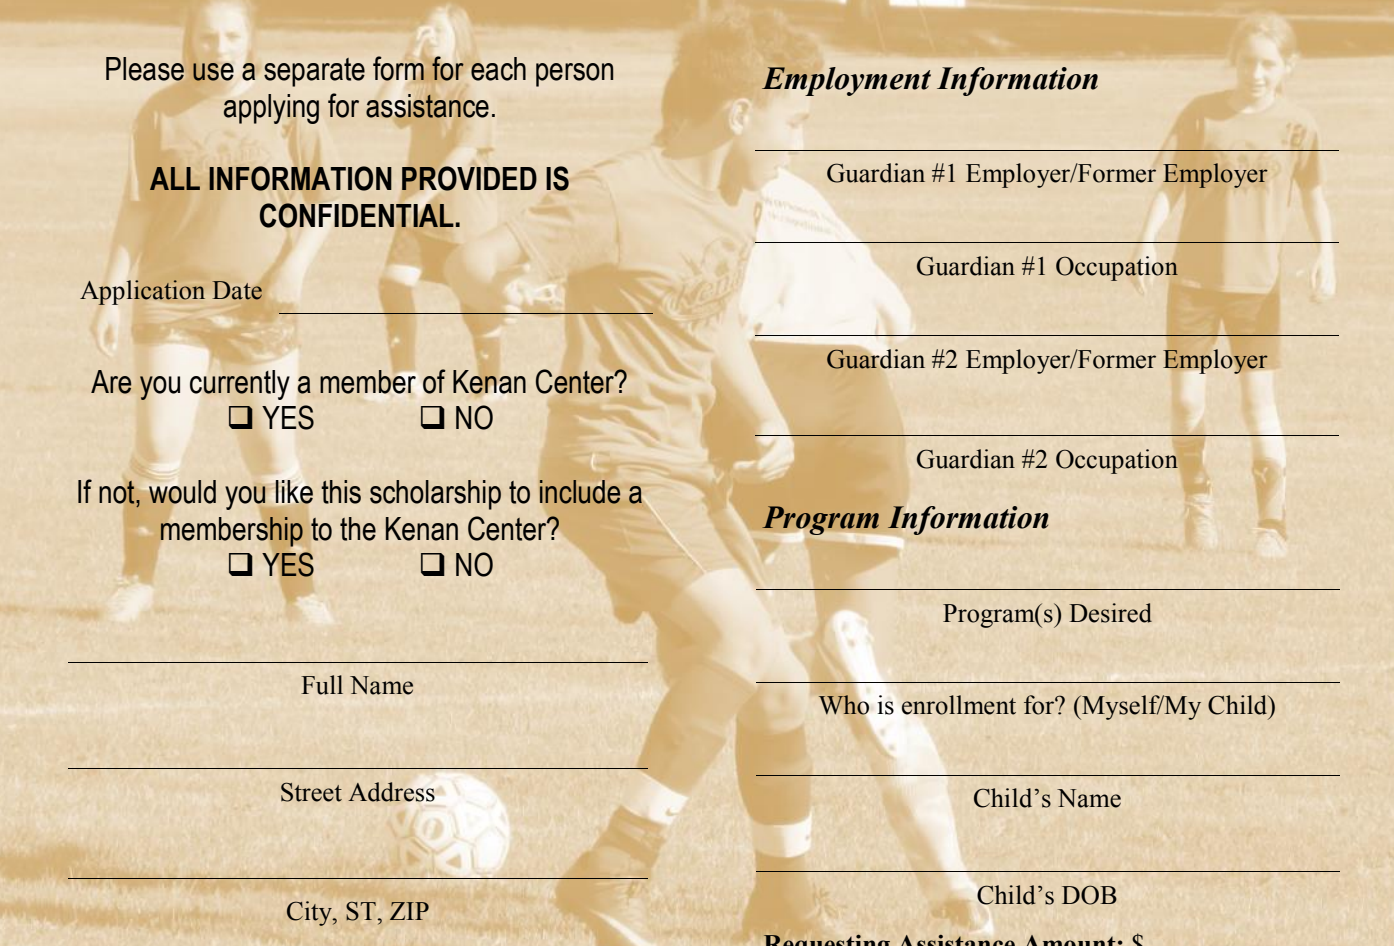 Please use a separate form for each person
applying for assistance.
ALL INFORMATION PROVIDED IS
CONFIDENTIAL.
Application Date
Are you currently a member of Kenan Center?
❑ YES ❑ NO
If not, would you like this scholarship to include a
membership to the Kenan Center?
❑ YES ❑ NO
Full Name
Street Address
City, ST, ZIP
Employment Information
Guardian #1 Employer/Former Employer
Guardian #1 Occupation
Guardian #2 Employer/Former Employer
Guardian #2 Occupation
Program Information
Program(s) Desired
Who is enrollment for? (Myself/My Child)
Child’s Name
Child’s DOB
Requesting Assistance Amount: $